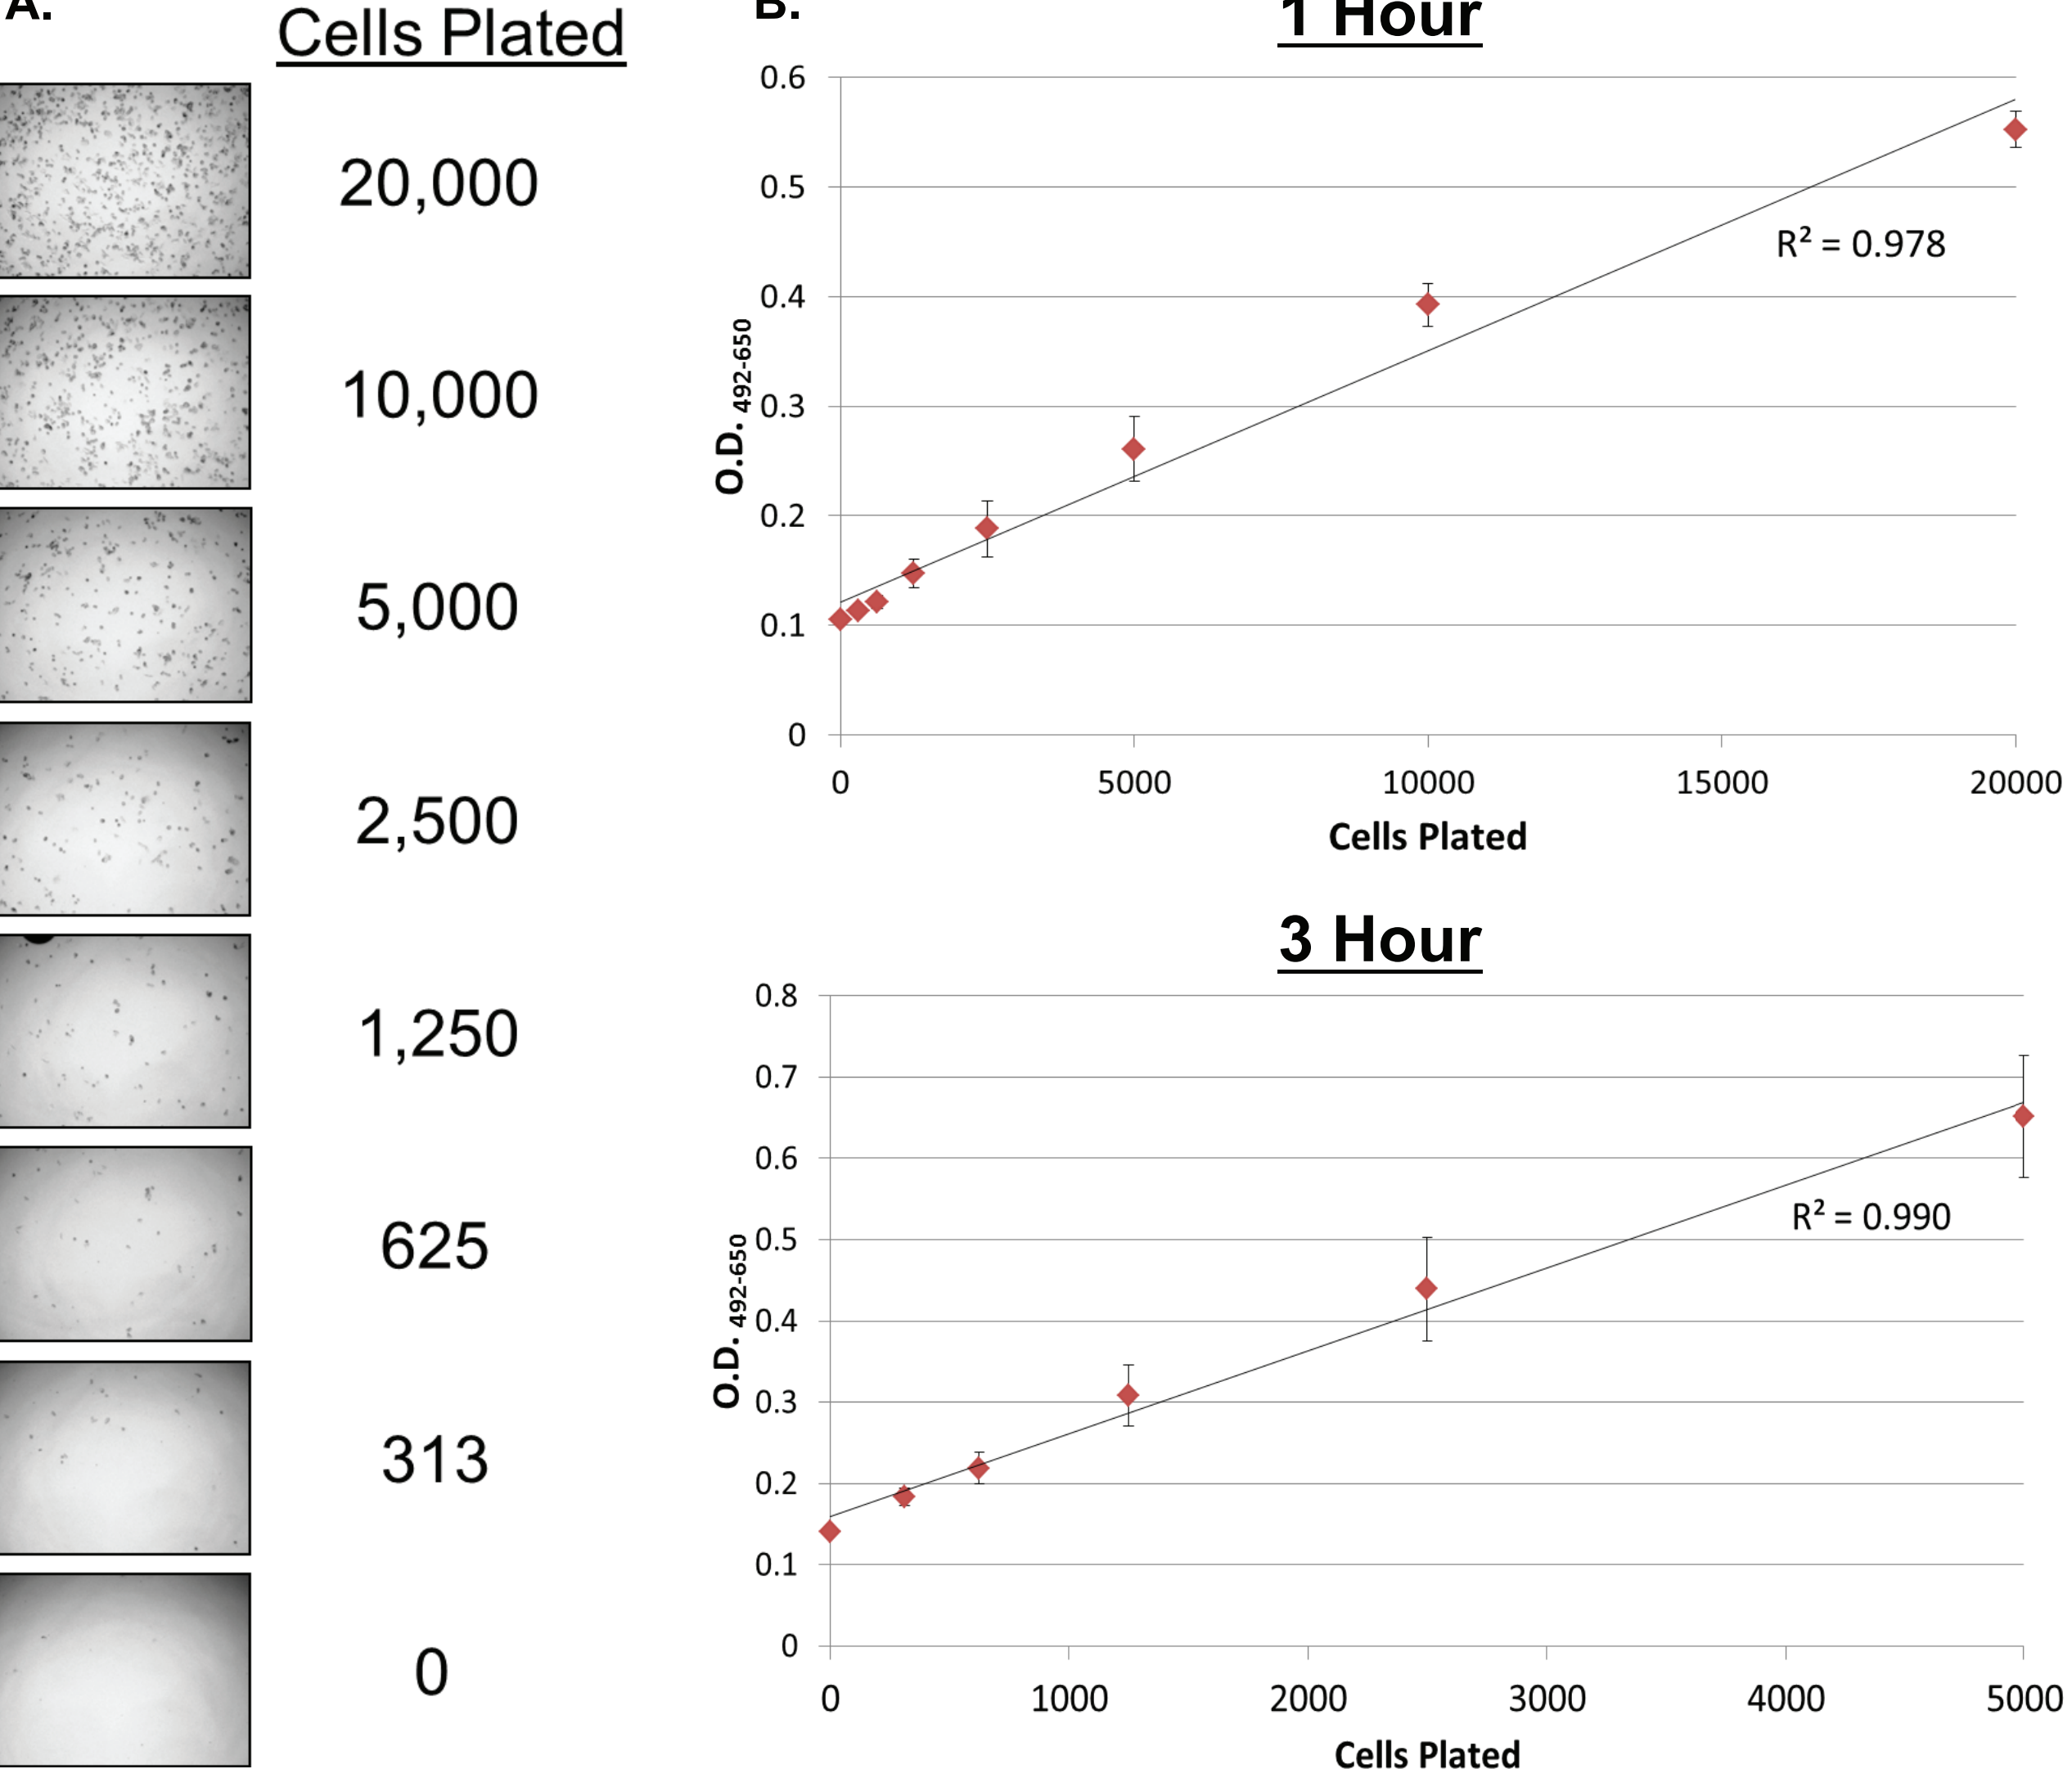 A.
Cells Plated
20,000
10,000
5,000
2,500
1,250
625
313
0
B.
1 Hour
0.6
0.5
0.4
0.3
0.2
0.1
0
O.D. 492-650
R² = 0.978
0 5000 10000 15000 20000
Cells Plated
3 Hour
0.8
0.7
0.6
0.5
0.4
0.3
0.2
0.1
0
O.D. 492-650
R² = 0.990
0 1000 2000 3000 4000 5000
Cells Plated